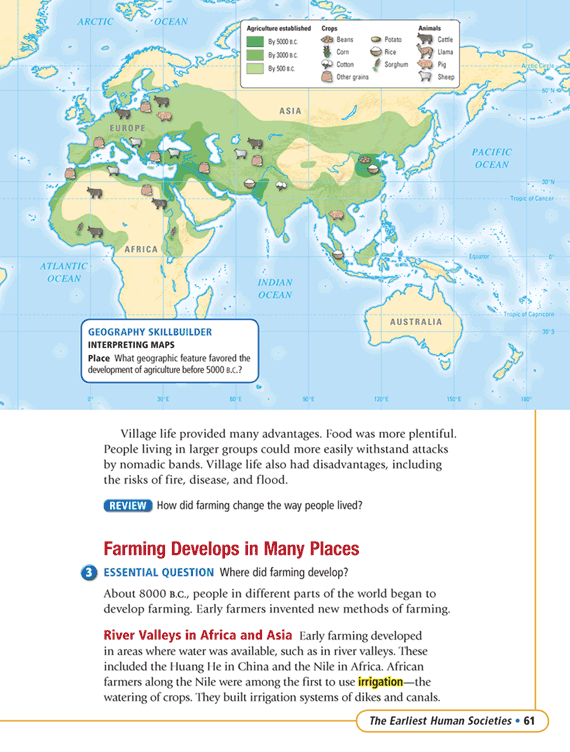 ARCTIC OCEAN
Agriculture established
By 5000 B.C.
By 3000 B.C.
By 500 B.C.
Crops
Beans
Corn
Cotton
Other grains
Potato
Rice
Sorghum
Animals
Cattle
Llama
Pig
Sheep
Arctic Circle
60°N
ASIA
EUROPE
PACIFIC
OCEAN
30°N
Tropic of Cancer
AFRICA
ATLANTIC
OCEAN
Equator
0°
INDIAN
OCEAN
Tropic of Capricorn
AUSTRALIA
30°S
GEOGRAPHY SKILLBUILDER
INTERPRETING MAPS
Place What geographic feature favored the
development of agriculture before 5000 B.C.?
0° 30°E 60°E 90°E 120°E 150°E 180°
Village life provided many advantages. Food was more plentiful.
People living in larger groups could more easily withstand attacks
by nomadic bands. Village life also had disadvantages, including
the risks of fire, disease, and flood.
REVIEW How did farming change the way people lived?
Farming Develops in Many Places
3 ESSENTIAL QUESTION Where did farming develop?
About 8000 B.C., people in different parts of the world began to
develop farming. Early farmers invented new methods of farming.
River Valleys in Africa and Asia Early farming developed
in areas where water was available, such as in river valleys. These
included the Huang He in China and the Nile in Africa. African
farmers along the Nile were among the first to use irrigation—the
watering of crops. They built irrigation systems of dikes and canals.
The Earliest Human Societies • 61